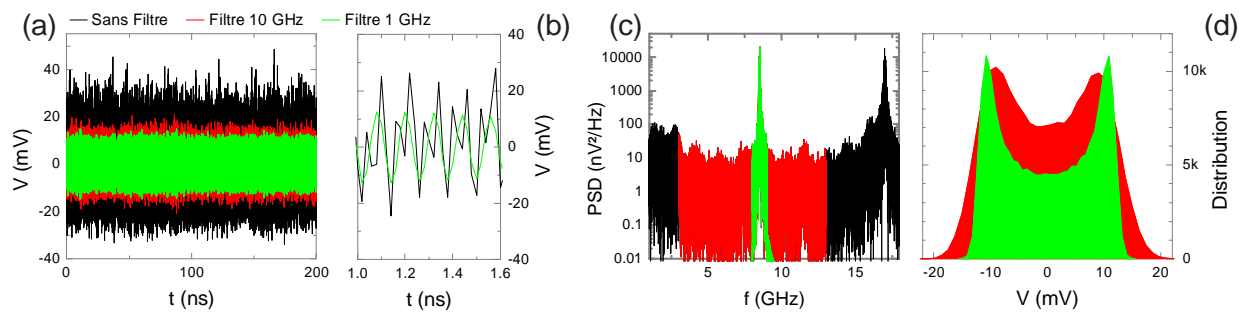 (a) Sans Filtre Filtre 10 GHz Filtre 1 GHz (b) (c) (d)
60 40 20 0 -20 -40
V (mV)
0 100 200
t (ns)
40 20 0 -20 -40
V (mV)
1.0 1.2 1.4 1.6
t (ns)
10000 1000 100 10 1 0.1 0.01
PSD (nV²/Hz)
5 10 15
f (GHz)
10k 5k 0
Distribution
-20 -10 0 10 20
V (mV)